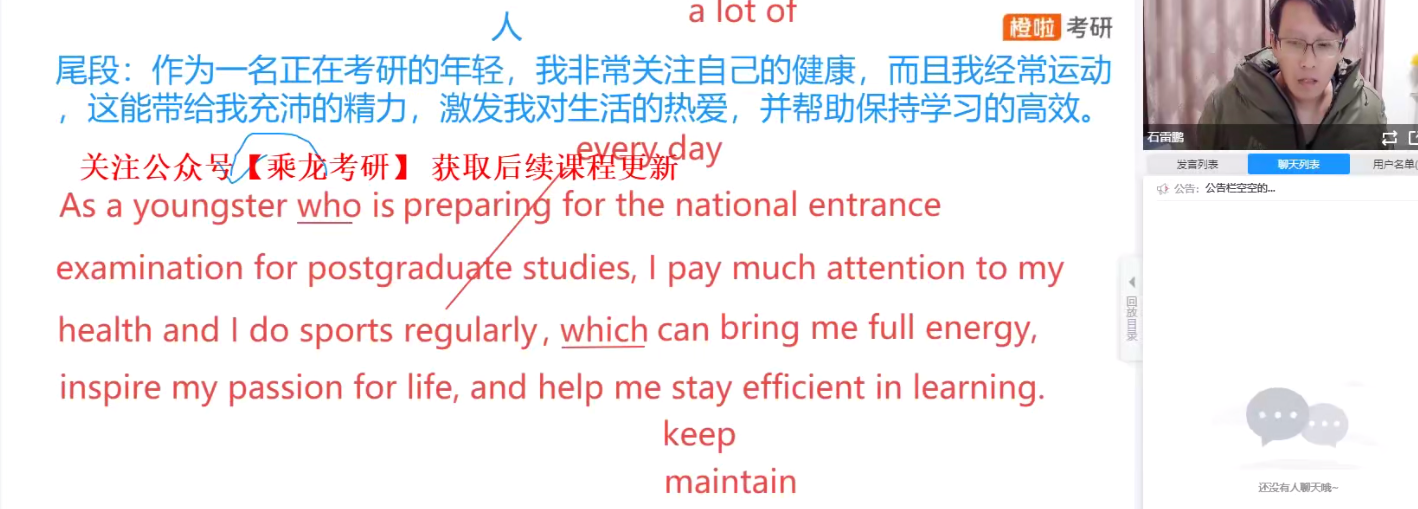 a lot of
人
橙啦 考研
尾段：作为一名正在考研的年轻，我非常关注自己的健康，而且我经常运动
，这能带给我充沛的精力，激发我对生活的热爱，并帮助保持学习的高效。
every day
关注公众号【乘龙考研】 获取后续课程更新
As a youngster who is preparing for the national entrance
examination for postgraduate studies, I pay much attention to my
health and I do sports regularly, which can bring me full energy,
inspire my passion for life, and help me stay efficient in learning.
keep
maintain
石雷鹏
发言列表 聊天列表 用户名单(
公告： 公告栏空空的...
回放目录
还没有人聊天哦~